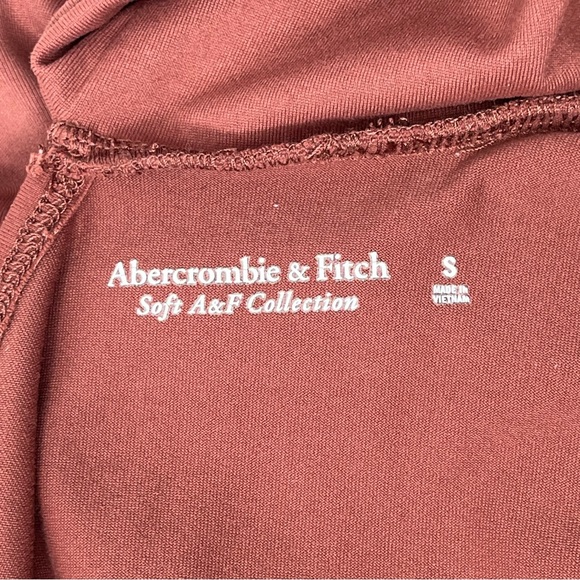 Abercrombie & Fitch
Soft A&F Collection
S
MADE IN
VIETNAM